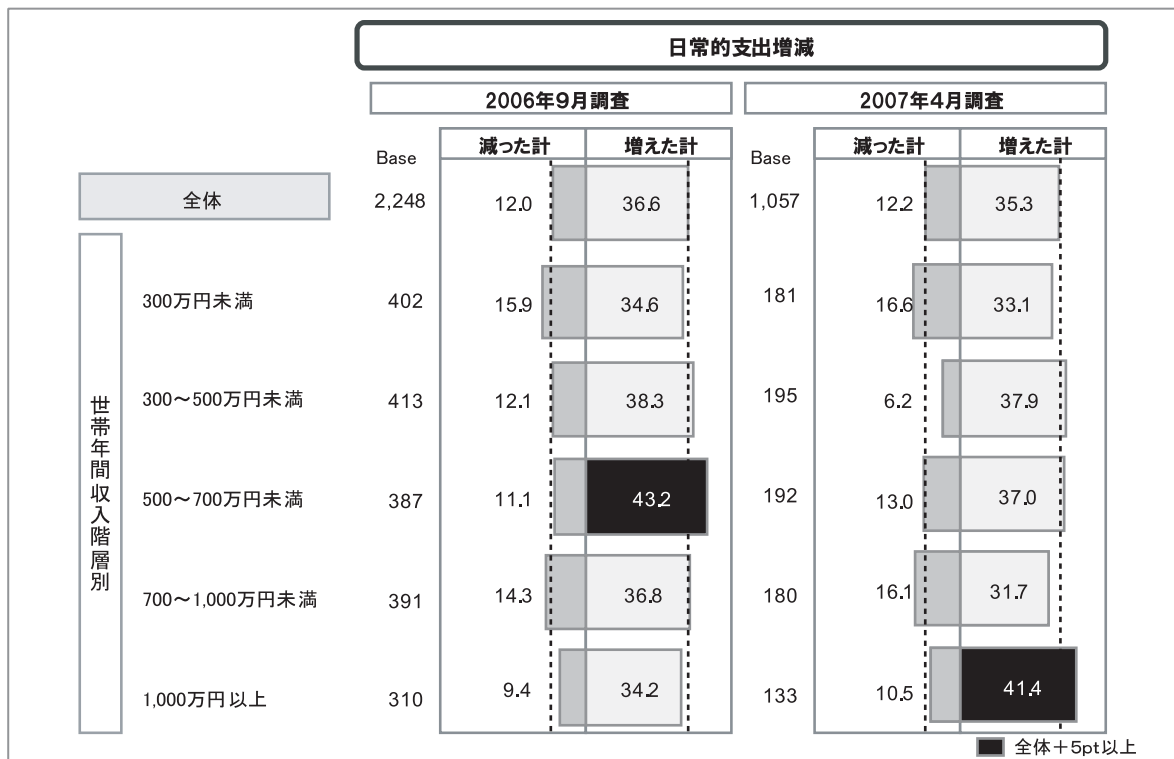 日常的支出増減
2006年9月調査 2007年4月調査
Base 減った計 増えた計 Base 減った計 増えた計
全体 2,248 12.0 36.6 1,057 12.2 35.3
世帯年間収入階層別
300万円未満 402 15.9 34.6 181 16.6 33.1
300～500万円未満 413 12.1 38.3 195 6.2 37.9
500～700万円未満 387 11.1 43.2 192 13.0 37.0
700～1,000万円未満 391 14.3 36.8 180 16.1 31.7
1,000万円以上 310 9.4 34.2 133 10.5 41.4
全体＋5pt以上